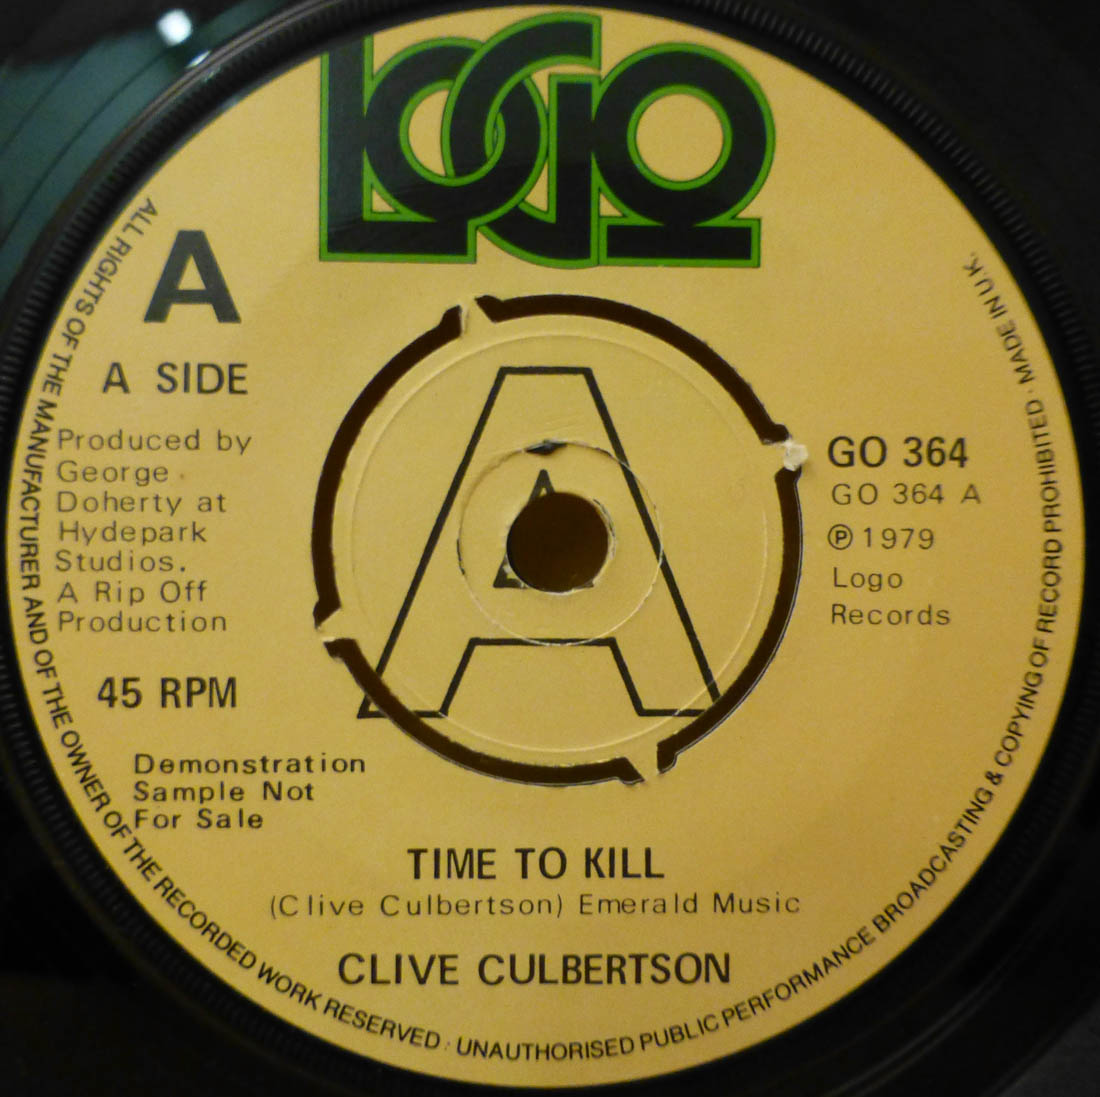 LOGO
A
A SIDE
Produced by
George
Doherty at
Hydepark
Studios.
A Rip Off
Production
45 RPM
Demonstration
Sample Not
For Sale
A
A
GO 364
GO 364 A
℗ 1979
Logo
Records
TIME TO KILL
(Clive Culbertson) Emerald Music
CLIVE CULBERTSON
ALL RIGHTS OF THE MANUFACTURER AND OF THE OWNER OF THE RECORDED WORK RESERVED · UNAUTHORISED PUBLIC PERFORMANCE BROADCASTING & COPYING OF RECORD PROHIBITED · MADE IN U.K.